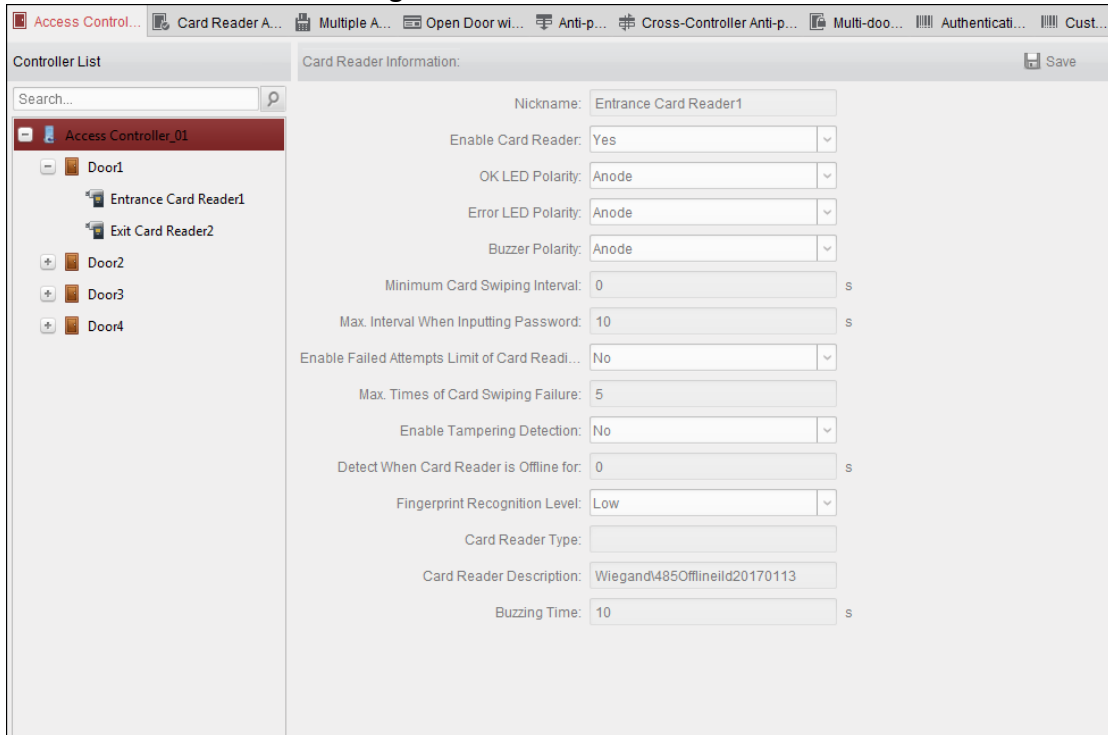 Access Control... Card Reader A... Multiple A... Open Door wi... Anti-p... Cross-Controller Anti-p... Multi-doo... Authenticati... Cust...
Controller List
Card Reader Information:
Save
Search...
Access Controller_01
Door1
Entrance Card Reader1
Exit Card Reader2
Door2
Door3
Door4
Nickname: Entrance Card Reader1
Enable Card Reader: Yes
OK LED Polarity: Anode
Error LED Polarity: Anode
Buzzer Polarity: Anode
Minimum Card Swiping Interval: 0 s
Max. Interval When Inputting Password: 10 s
Enable Failed Attempts Limit of Card Readi... No
Max. Times of Card Swiping Failure: 5
Enable Tampering Detection: No
Detect When Card Reader is Offline for: 0 s
Fingerprint Recognition Level: Low
Card Reader Type:
Card Reader Description: Wiegand\485Offlineild20170113
Buzzing Time: 10 s